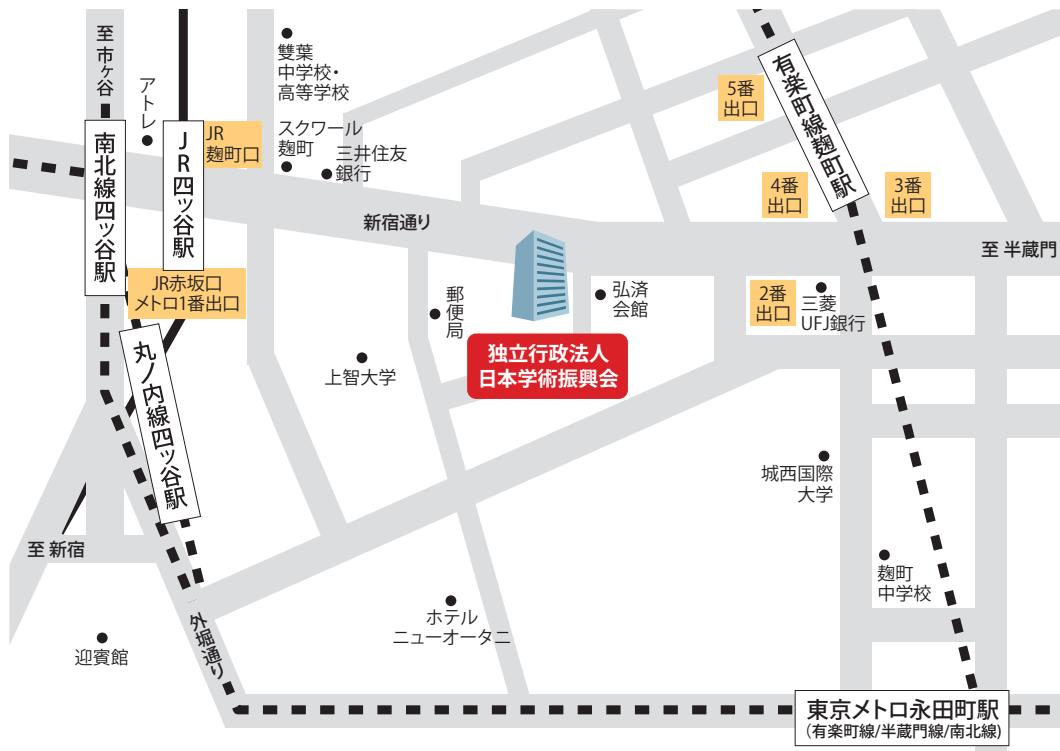 至 市ヶ谷
アトレ
雙葉
中学校・
高等学校
有楽町線麹町駅
5番
出口
南北線四ツ谷駅
JR四ツ谷駅
JR
麹町口
スクワール
麹町
三井住友
銀行
4番
出口
3番
出口
新宿通り
至 半蔵門
JR赤坂口
メトロ1番出口
郵便局
弘済
会館
2番
出口
三菱
UFJ銀行
丸ノ内線四ツ谷駅
上智大学
独立行政法人
日本学術振興会
城西国際
大学
至 新宿
麹町
中学校
外堀通り
ホテル
ニューオータニ
迎賓館
東京メトロ永田町駅
(有楽町線/半蔵門線/南北線)